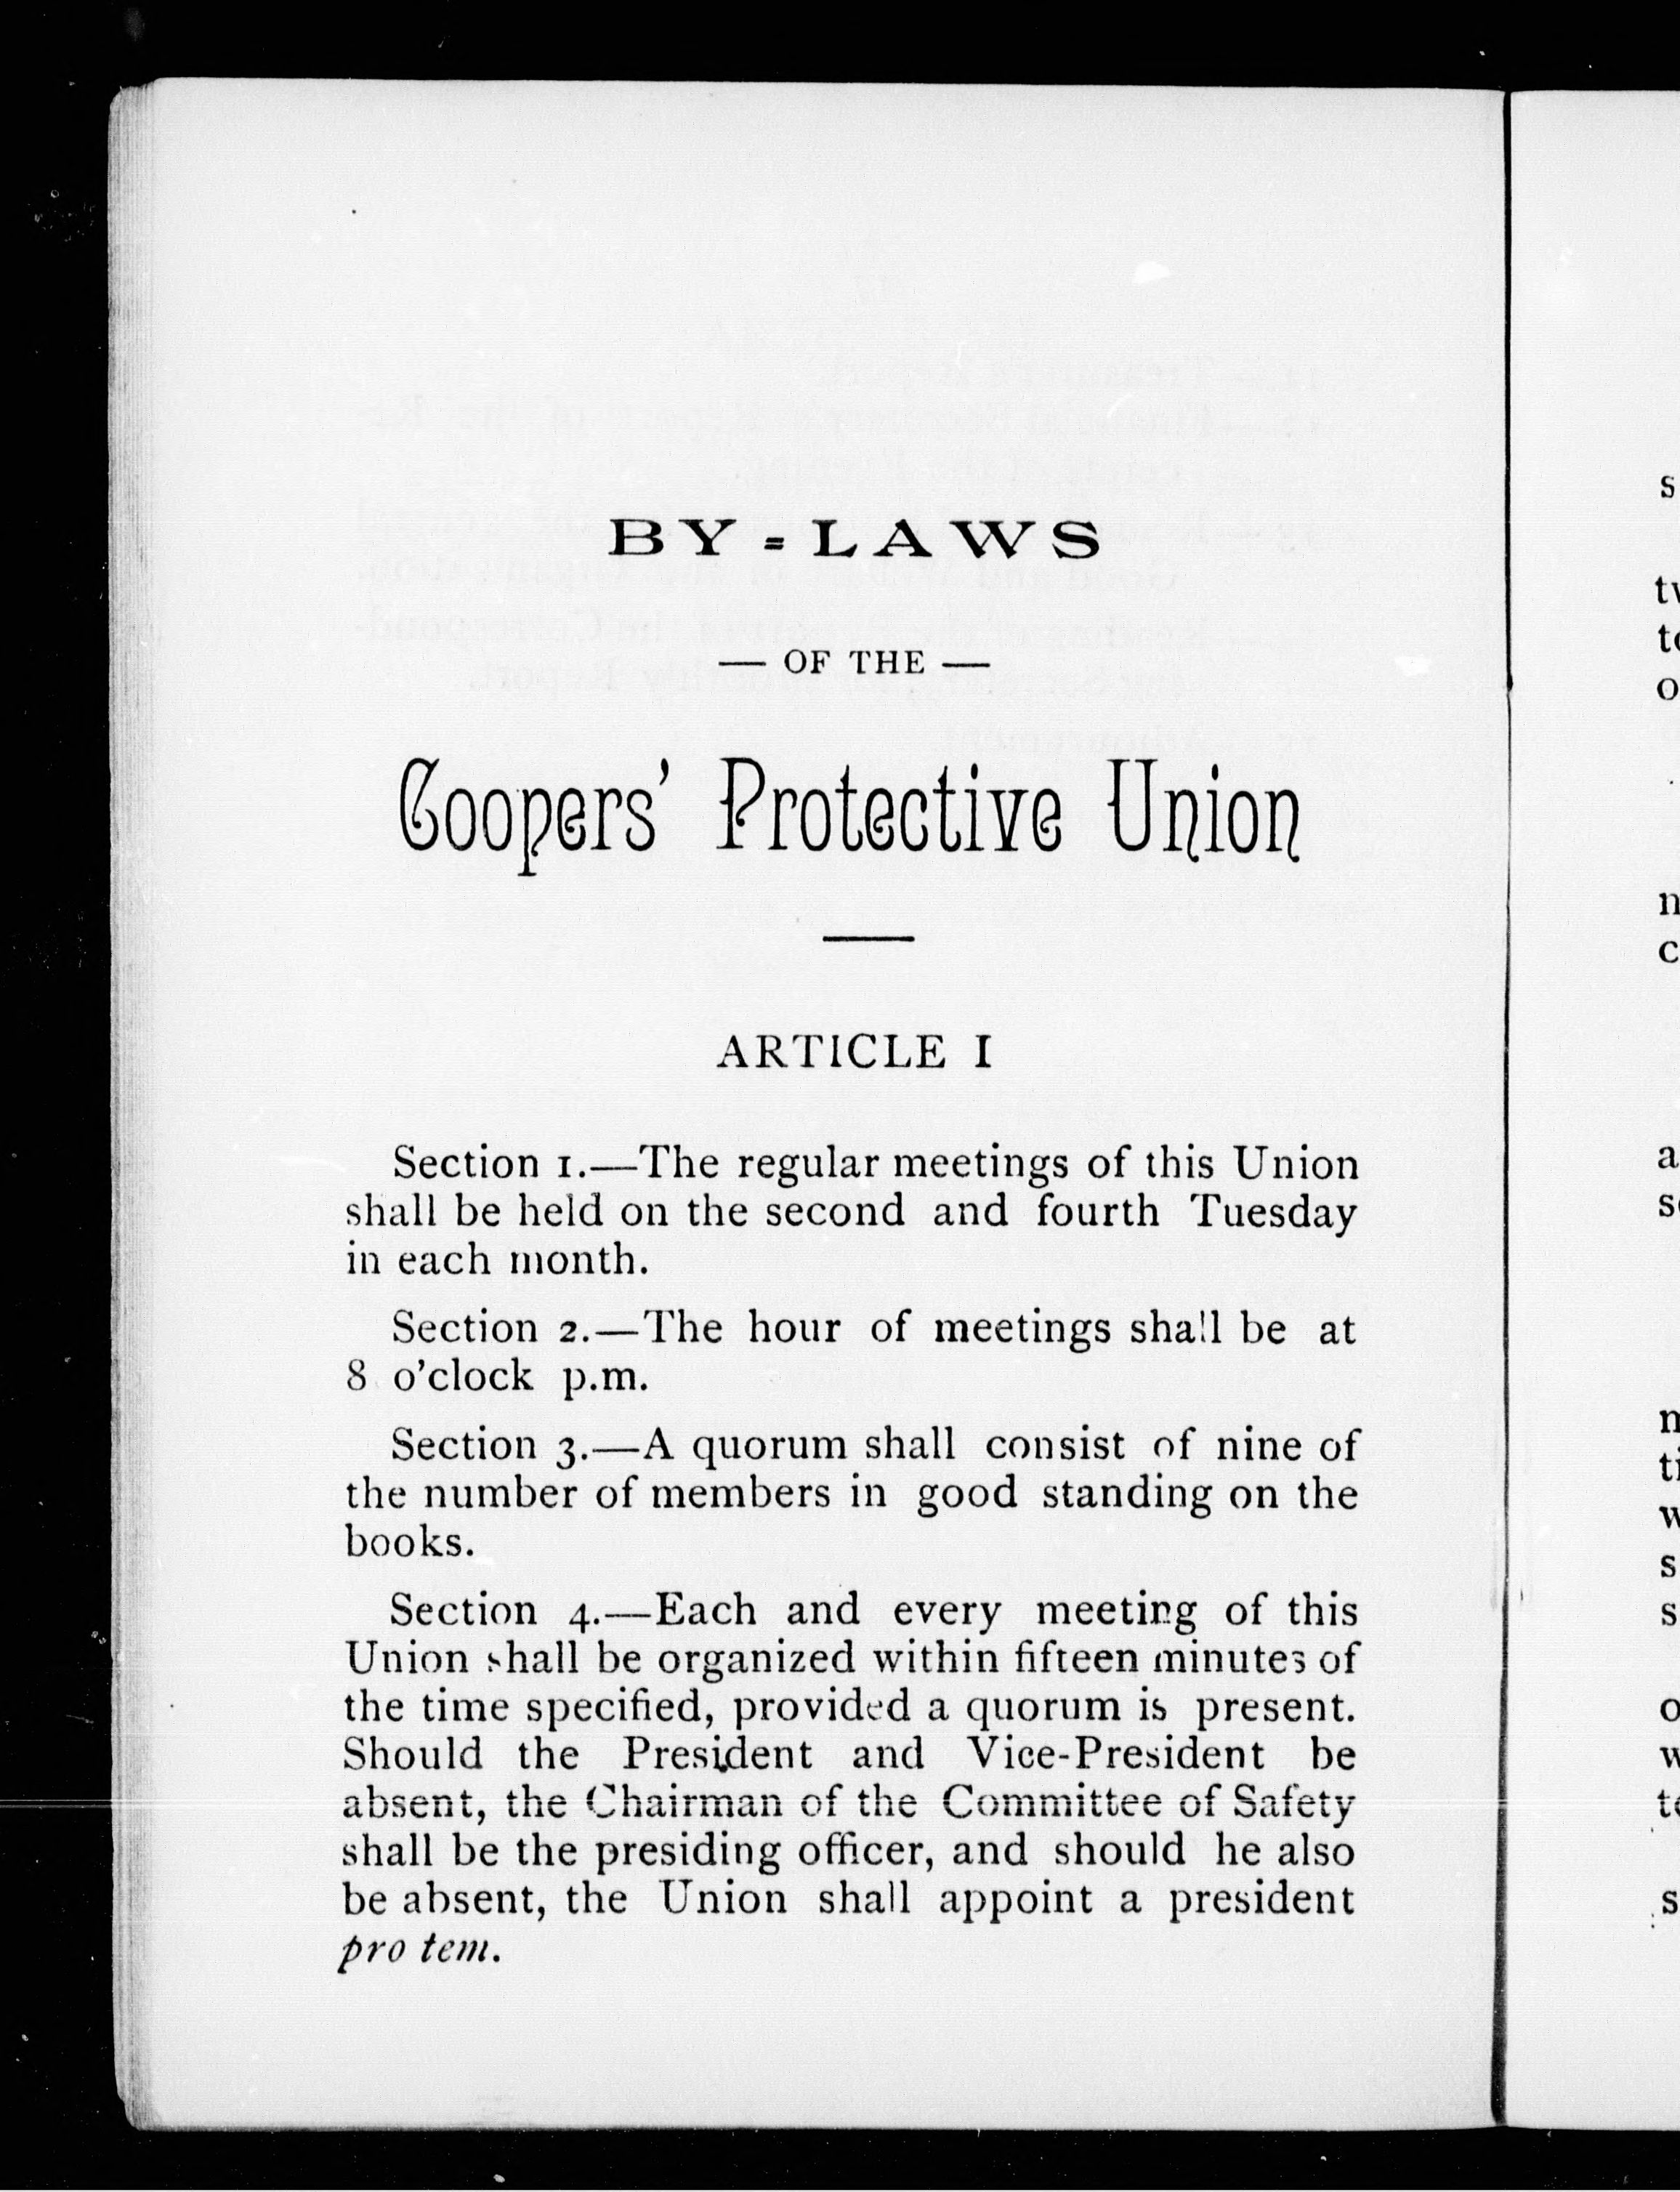 BY-LAWS
— OF THE —
Coopers' Protective Union
ARTICLE I
Section 1.—The regular meetings of this Union
shall be held on the second and fourth Tuesday
in each month.
Section 2.—The hour of meetings shall be at
8 o'clock p.m.
Section 3.—A quorum shall consist of nine of
the number of members in good standing on the
books.
Section 4.—Each and every meeting of this
Union shall be organized within fifteen minutes of
the time specified, provided a quorum is present.
Should the President and Vice-President be
absent, the Chairman of the Committee of Safety
shall be the presiding officer, and should he also
be absent, the Union shall appoint a president
pro tem.